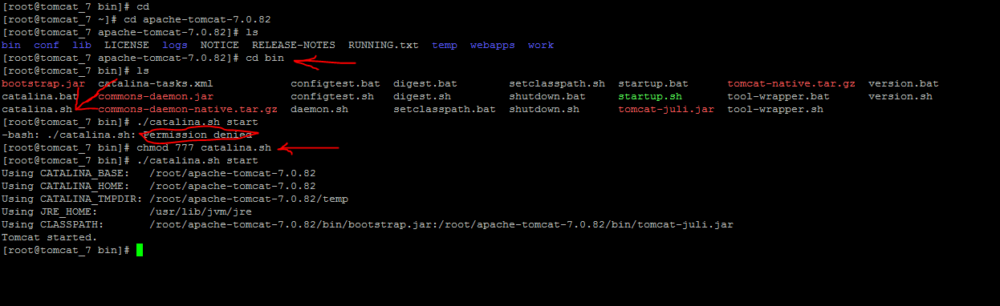 [root@tomcat_7 bin]# cd
[root@tomcat_7 ~]# cd apache-tomcat-7.0.82
[root@tomcat_7 apache-tomcat-7.0.82]# ls
bin  conf  lib  LICENSE  logs  NOTICE  RELEASE-NOTES  RUNNING.txt  temp  webapps  work
[root@tomcat_7 apache-tomcat-7.0.82]# cd bin
[root@tomcat_7 bin]# ls
bootstrap.jar  catalina-tasks.xml             configtest.bat  digest.bat         setclasspath.sh  startup.bat      tomcat-native.tar.gz  version.bat
catalina.bat   commons-daemon.jar             configtest.sh   digest.sh          shutdown.bat     startup.sh       tool-wrapper.bat      version.sh
catalina.sh    commons-daemon-native.tar.gz   daemon.sh       setclasspath.bat   shutdown.sh      tomcat-juli.jar  tool-wrapper.sh
[root@tomcat_7 bin]# ./catalina.sh start
-bash: ./catalina.sh: Permission denied
[root@tomcat_7 bin]# chmod 777 catalina.sh
[root@tomcat_7 bin]# ./catalina.sh start
Using CATALINA_BASE:   /root/apache-tomcat-7.0.82
Using CATALINA_HOME:   /root/apache-tomcat-7.0.82
Using CATALINA_TMPDIR: /root/apache-tomcat-7.0.82/temp
Using JRE_HOME:        /usr/lib/jvm/jre
Using CLASSPATH:       /root/apache-tomcat-7.0.82/bin/bootstrap.jar:/root/apache-tomcat-7.0.82/bin/tomcat-juli.jar
Tomcat started.
[root@tomcat_7 bin]#